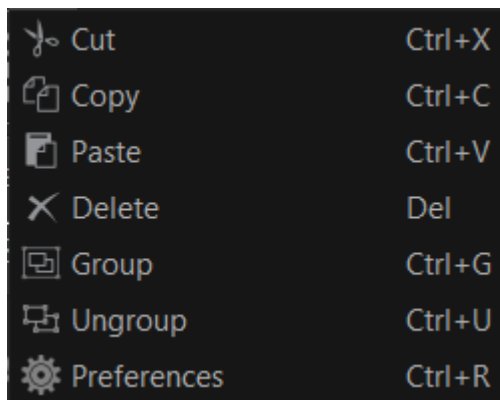 Cut Ctrl+X
Copy Ctrl+C
Paste Ctrl+V
Delete Del
Group Ctrl+G
Ungroup Ctrl+U
Preferences Ctrl+R